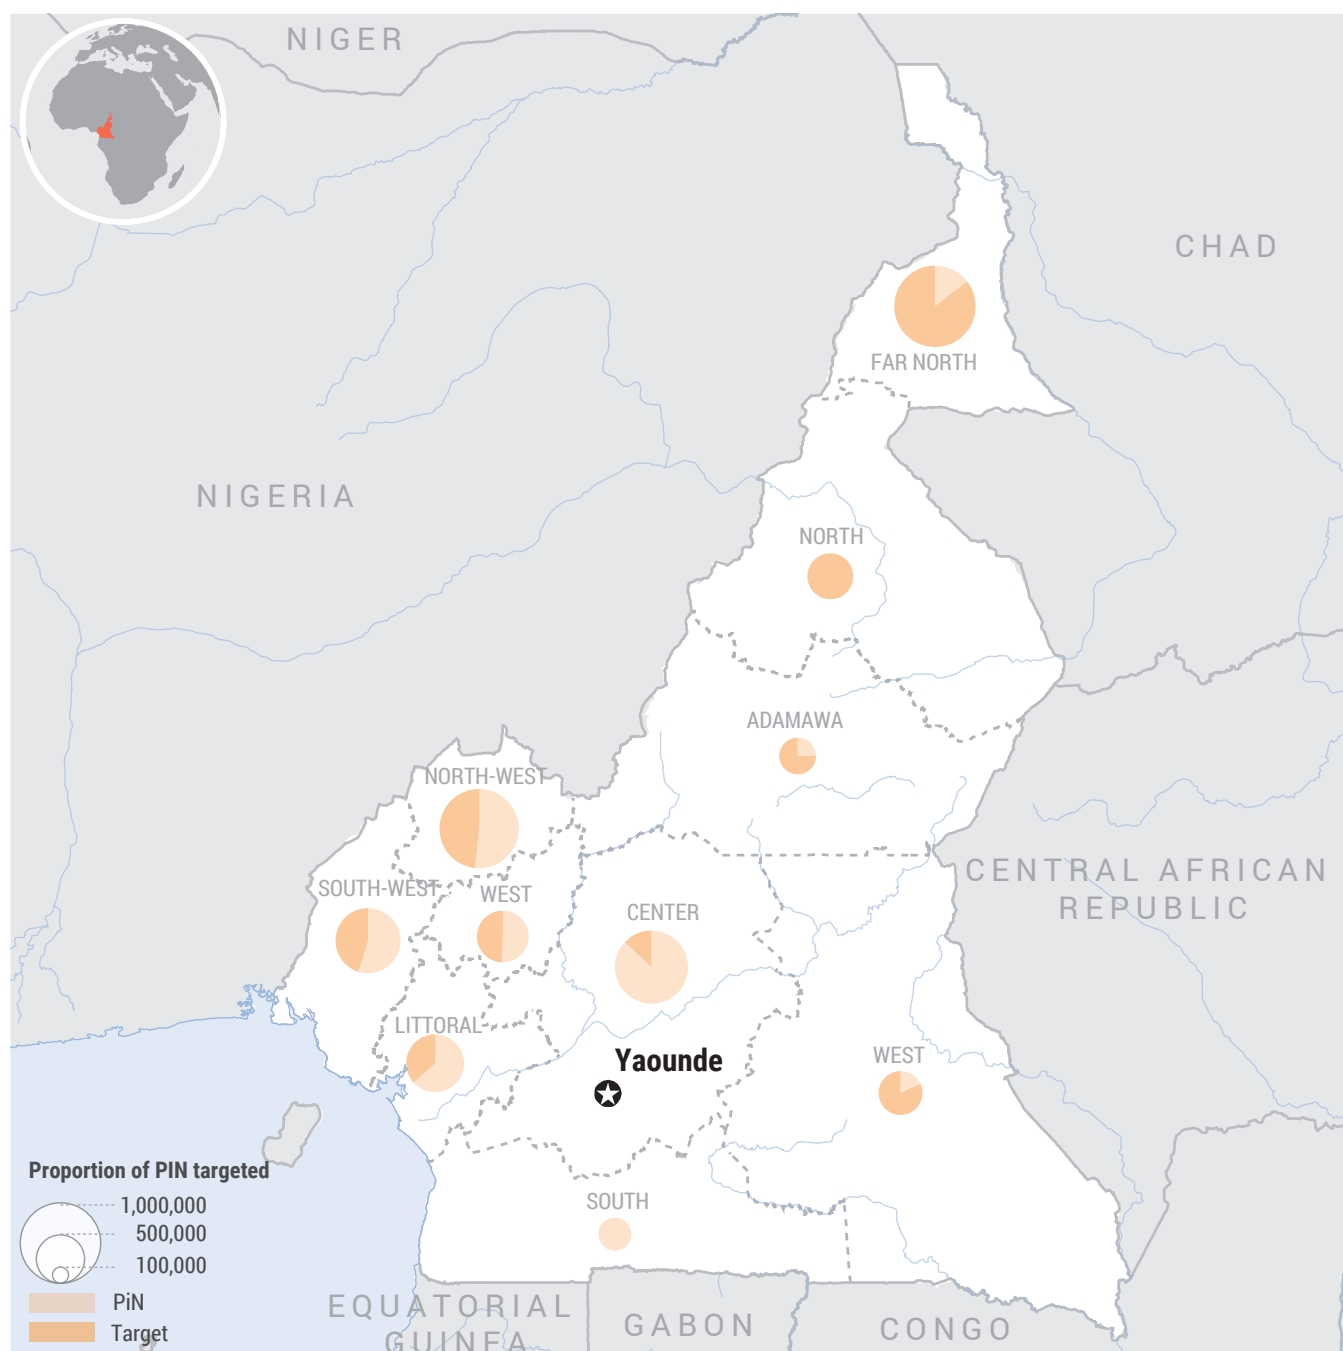 NIGER
CHAD
FAR NORTH
NIGERIA
NORTH
ADAMAWA
NORTH-WEST
CENTRAL AFRICAN
REPUBLIC
SOUTH-WEST
WEST
CENTER
LITTORAL
Yaounde
WEST
SOUTH
Proportion of PIN targeted
1,000,000
500,000
100,000
PiN
Target
EQUATORIAL
GUINEA
GABON
CONGO